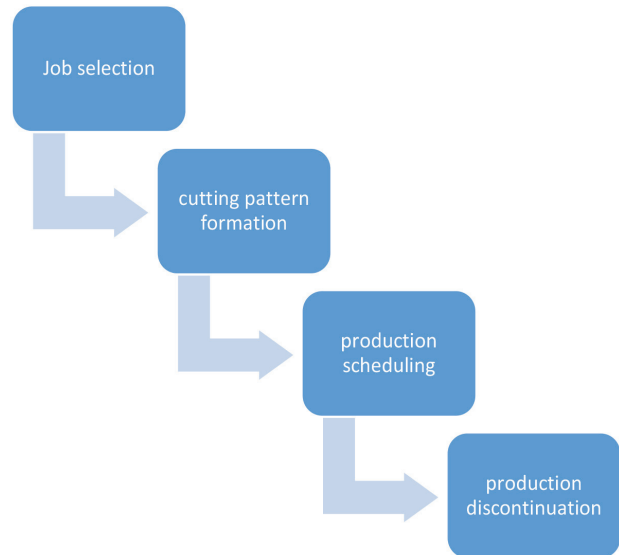 Job selection
cutting pattern
formation
production
scheduling
production
discontinuation